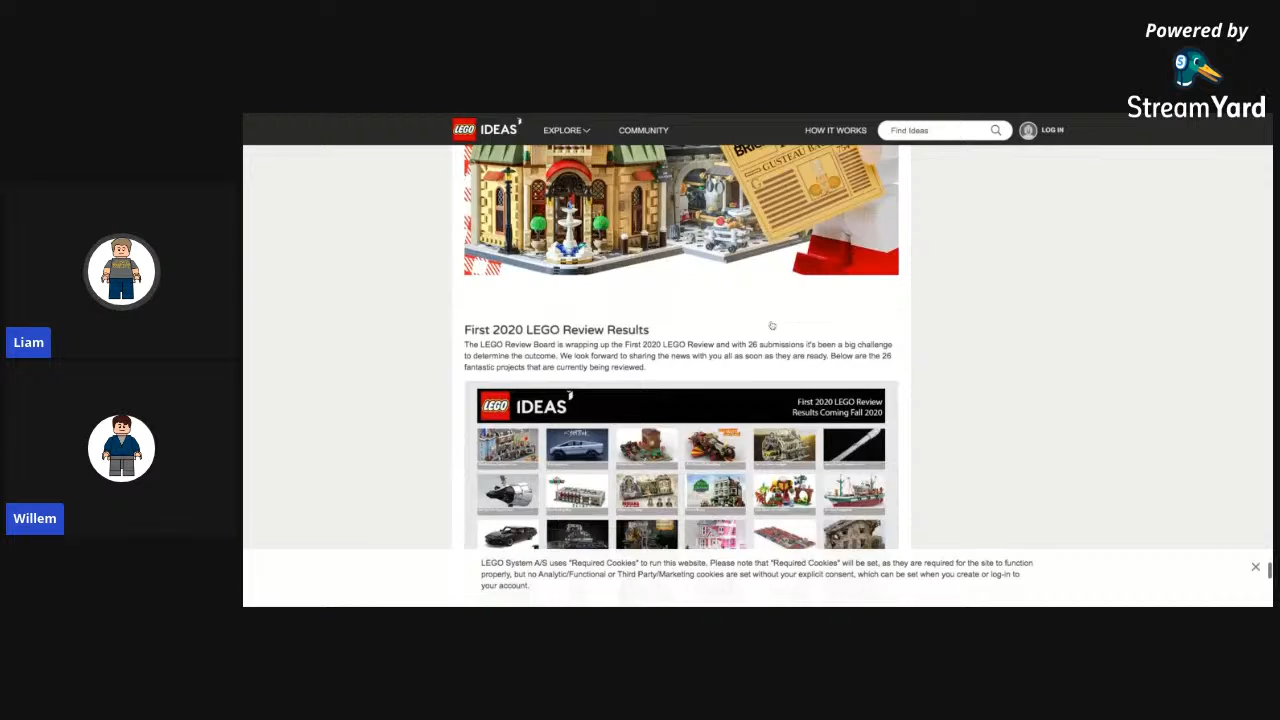 Powered by
StreamYard
LEGO IDEAS EXPLORE COMMUNITY HOW IT WORKS Find Ideas LOG IN
GUSTEAU
First 2020 LEGO Review Results
The LEGO Review Board is wrapping up the First 2020 LEGO Review and with 26 submissions it's been a big challenge
to determine the outcome. We look forward to sharing the news with you all as soon as they are ready. Below are the 26
fantastic projects that are currently being reviewed.
LEGO IDEAS
First 2020 LEGO Review
Results Coming Fall 2020
Liam
Willem
LEGO System A/S uses "Required Cookies" to run this website. Please note that "Required Cookies" will be set, as they are required for the site to function
properly, but no Analytic/Functional or Third Party/Marketing cookies are set without your explicit consent, which can be set when you create or log-in to
your account.